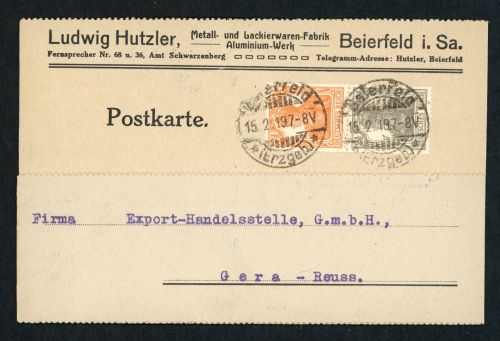 Ludwig Hutzler, Metall- und Lackierwaren-Fabrik Beierfeld i. Sa.
Aluminium-Werk
Fernsprecher Nr. 68 u. 36, Amt Schwarzenberg Telegramm-Adresse: Hutzler, Beierfeld
Beierfeld Beierfeld
Postkarte. 15.2.19.7-8V 15.2.19.7-8V
*(Erzgeb.)* *(Erzgeb.)*
Firma Export-Handelsstelle, G.m.b.H.,
Gera - Reuss.